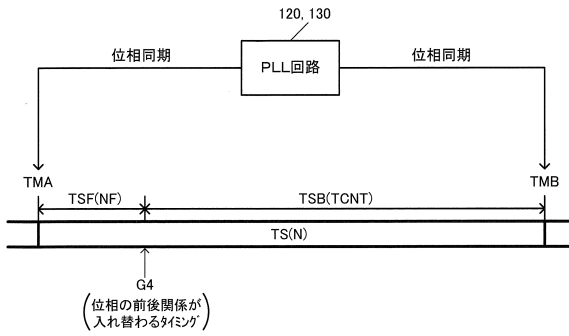 120, 130
位相同期
PLL回路
位相同期
TMA
TMB
TSF(NF)
TSB(TCNT)
TS(N)
G4
(位相の前後関係が
入れ替わるタイミング)